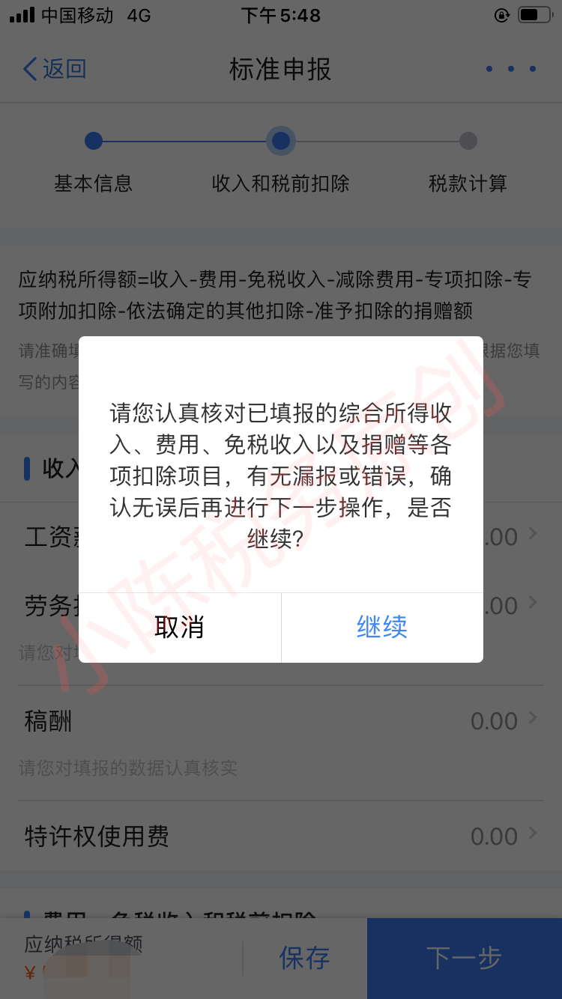 中国移动 4G 下午5:48
返回 标准申报
基本信息 收入和税前扣除 税款计算
应纳税所得额=收入-费用-免税收入-减除费用-专项扣除-专
项附加扣除-依法确定的其他扣除-准予扣除的捐赠额
请准确填 根据您填
写的内容
请您认真核对已填报的综合所得收
入、费用、免税收入以及捐赠等各
项扣除项目，有无漏报或错误，确
认无误后再进行下一步操作，是否
继续?
取消 继续
收入
工资薪 .00
劳务报 .00
请您对填
稿酬 0.00
请您对填报的数据认真核实
特许权使用费 0.00
费用、免税收入和税前扣除
应纳税所得额
¥
保存 下一步
小陈税务原创